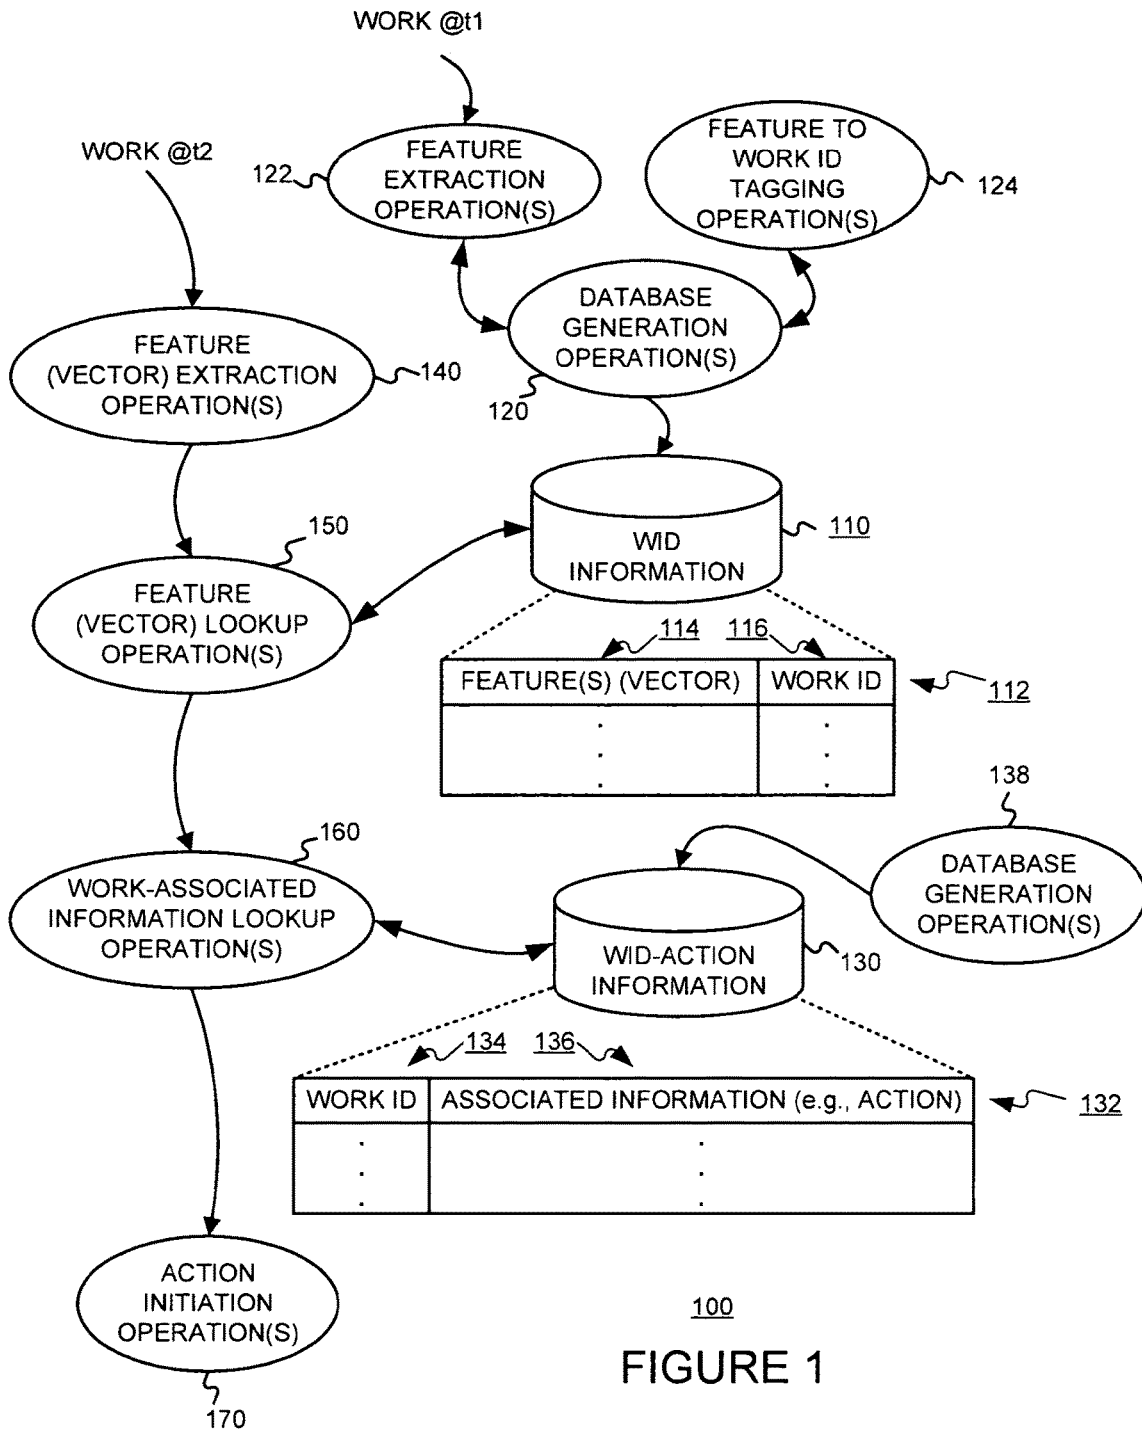 WORK @t1
WORK @t2
FEATURE
EXTRACTION
OPERATION(S)
122
FEATURE TO
WORK ID
TAGGING
OPERATION(S)
124
DATABASE
GENERATION
OPERATION(S)
120
FEATURE
(VECTOR) EXTRACTION
OPERATION(S)
140
WID
INFORMATION
110
150
FEATURE
(VECTOR) LOOKUP
OPERATION(S)
114
116
FEATURE(S) (VECTOR)
WORK ID
112
138
DATABASE
GENERATION
OPERATION(S)
160
WORK-ASSOCIATED
INFORMATION LOOKUP
OPERATION(S)
WID-ACTION
INFORMATION
130
134
136
WORK ID
ASSOCIATED INFORMATION (e.g., ACTION)
132
ACTION
INITIATION
OPERATION(S)
170
100
FIGURE 1